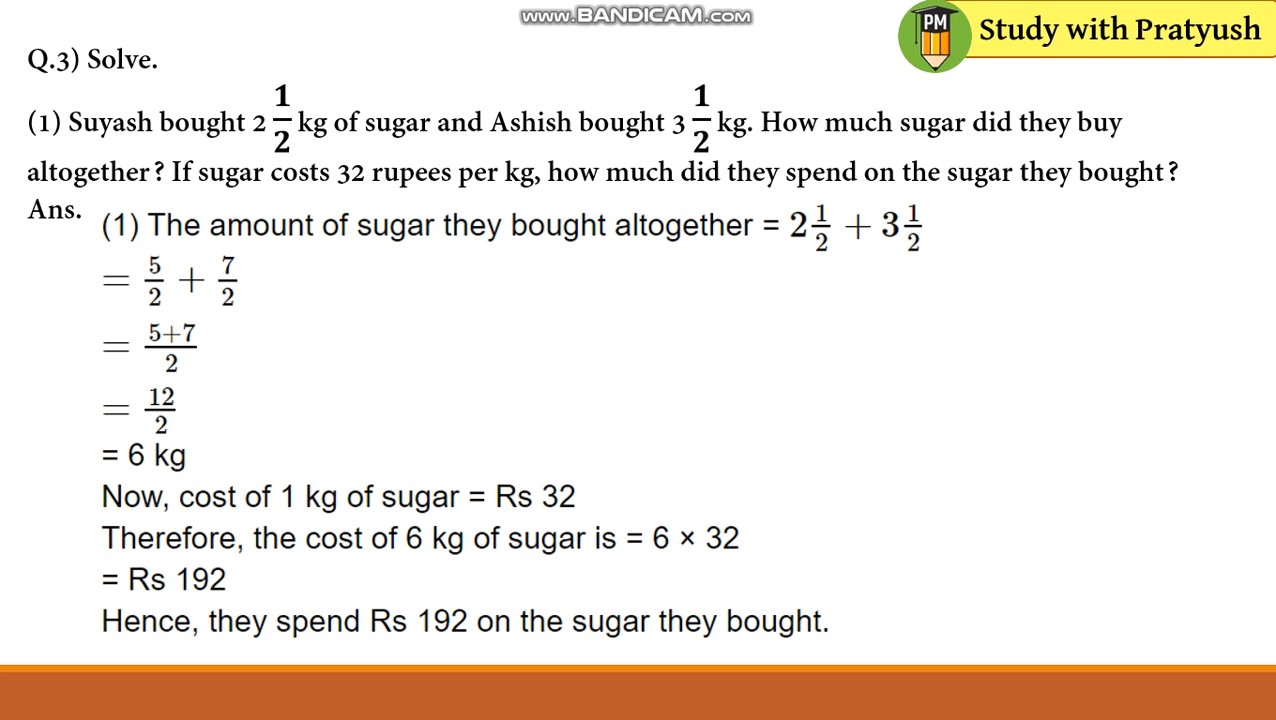 www.BANDICAM.com
PM
Study with Pratyush
Q.3) Solve.
(1) Suyash bought 2 1/2 kg of sugar and Ashish bought 3 1/2 kg. How much sugar did they buy
altogether? If sugar costs 32 rupees per kg, how much did they spend on the sugar they bought?
Ans.
(1) The amount of sugar they bought altogether = 2 1/2 + 3 1/2
= 5/2 + 7/2
= 5+7/2
= 12/2
= 6 kg
Now, cost of 1 kg of sugar = Rs 32
Therefore, the cost of 6 kg of sugar is = 6 × 32
= Rs 192
Hence, they spend Rs 192 on the sugar they bought.